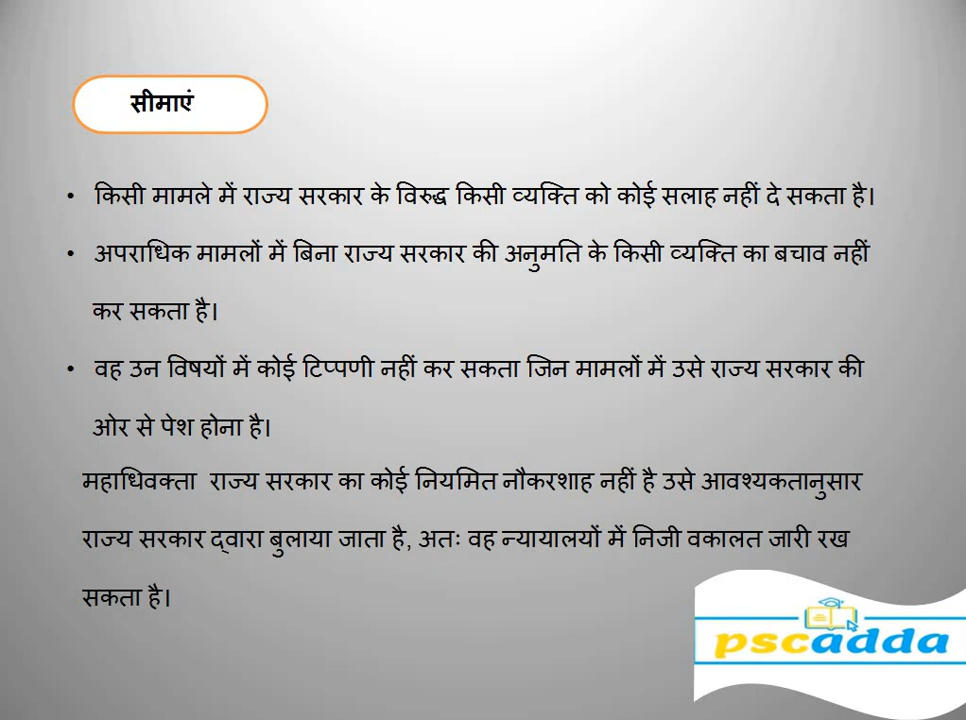 सीमाएं
• किसी मामले में राज्य सरकार के विरुद्ध किसी व्यक्ति को कोई सलाह नहीं दे सकता है।
• अपराधिक मामलों में बिना राज्य सरकार की अनुमति के किसी व्यक्ति का बचाव नहीं
कर सकता है।
• वह उन विषयों में कोई टिप्पणी नहीं कर सकता जिन मामलों में उसे राज्य सरकार की
ओर से पेश होना है।
महाधिवक्ता राज्य सरकार का कोई नियमित नौकरशाह नहीं है उसे आवश्यकतानुसार
राज्य सरकार द्वारा बुलाया जाता है, अतः वह न्यायालयों में निजी वकालत जारी रख
सकता है।
pscadda